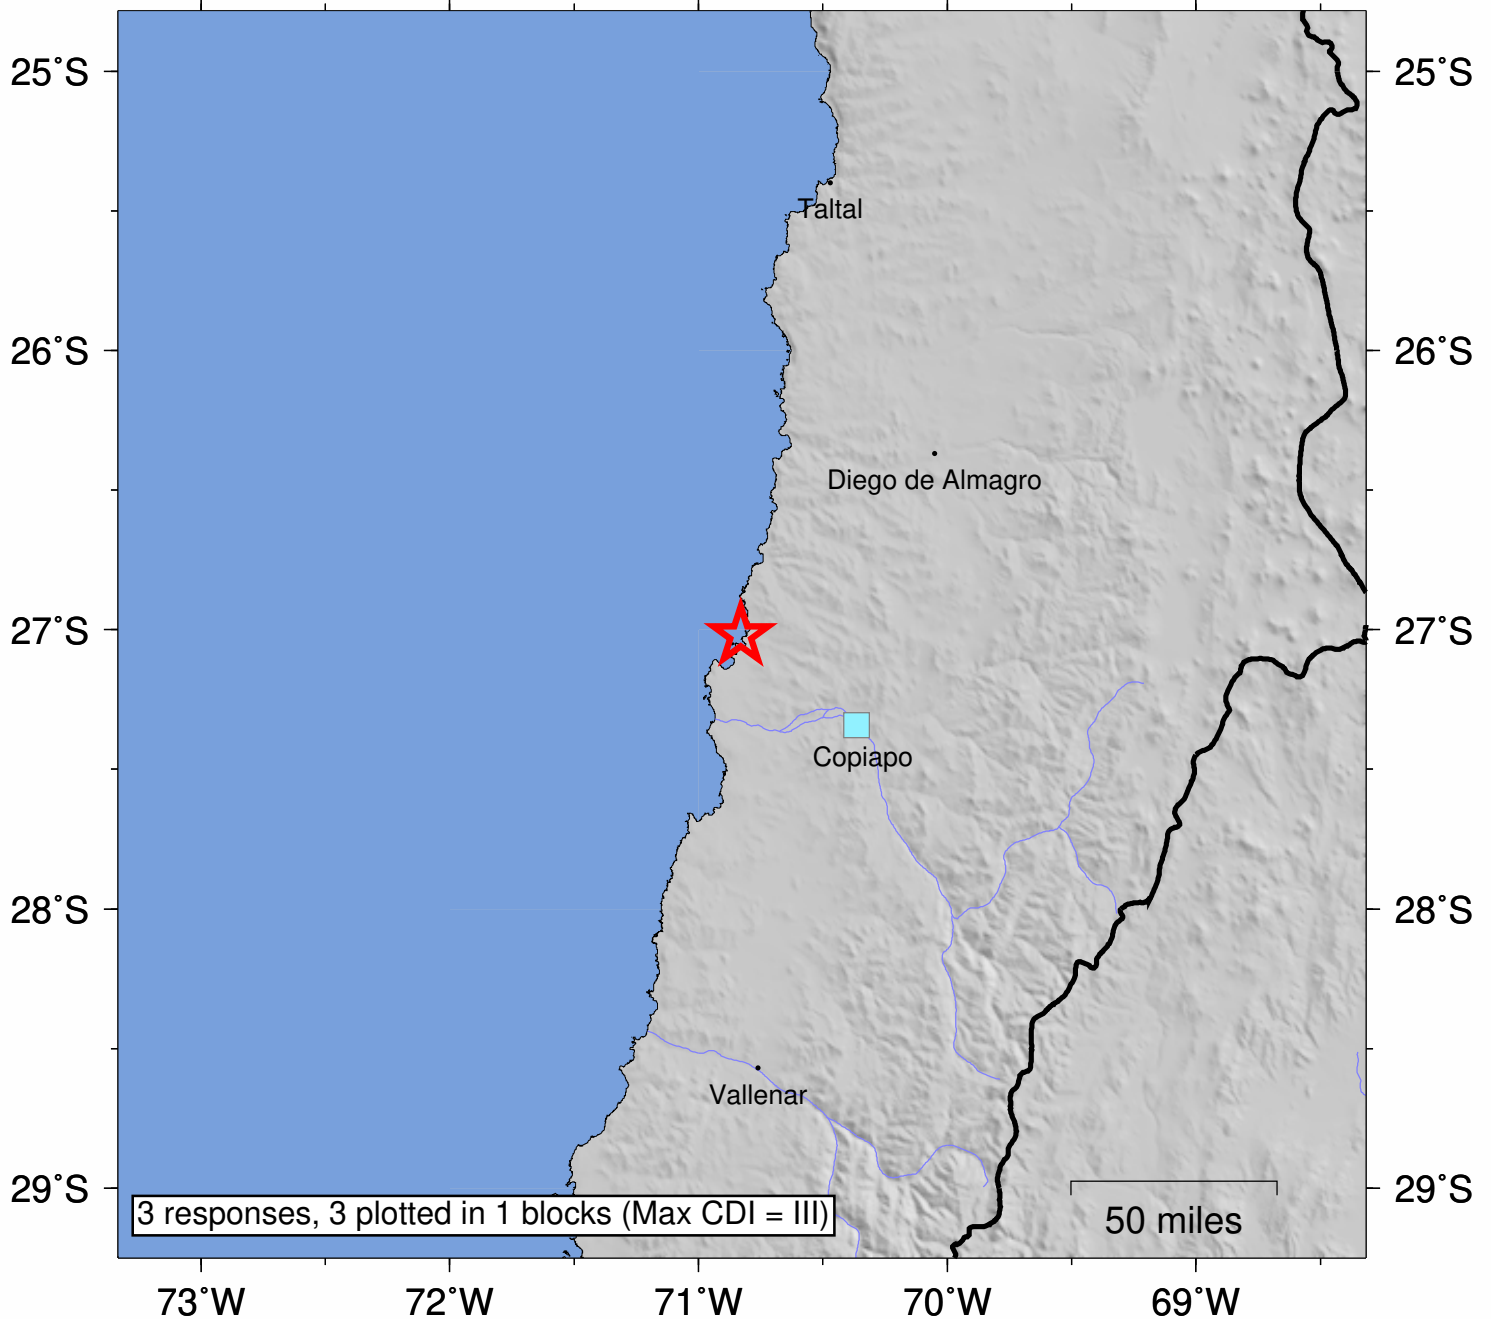 25°S 25°S
Taltal
26°S 26°S
Diego de Almagro
27°S 27°S
Copiapo
28°S 28°S
Vallenar
29°S 29°S
3 responses, 3 plotted in 1 blocks (Max CDI = III)
50 miles
73°W 72°W 71°W 70°W 69°W